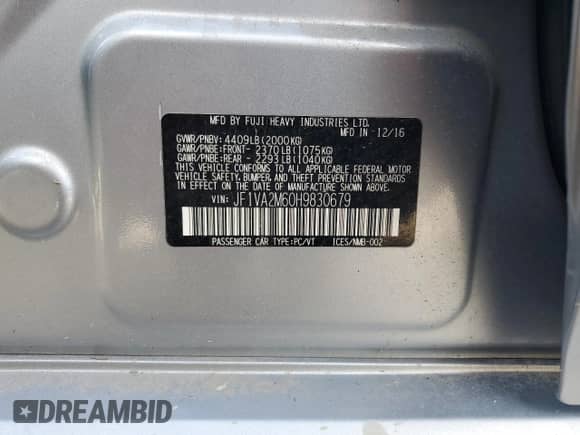 MFD BY FUJI HEAVY INDUSTRIES LTD.
MFD IN 12/16
GVWR/PNBV: 4409LB(2000KG)
GAWR/PNBE:FRONT- 2370LB(1075KG)
GAWR/PNBE:REAR - 2293LB(1040KG)
THIS VEHICLE CONFORMS TO ALL APPLICABLE FEDERAL MOTOR
VEHICLE SAFETY, BUMPER, AND THEFT PREVENTION
STANDARDS IN EFFECT ON THE DATE OF MANUFACTURE SHOWN ABOVE.
VIN: JF1VA2M60H9830679
PASSENGER CAR TYPE:PC/VT ICES/NMB-002
DREAMBID